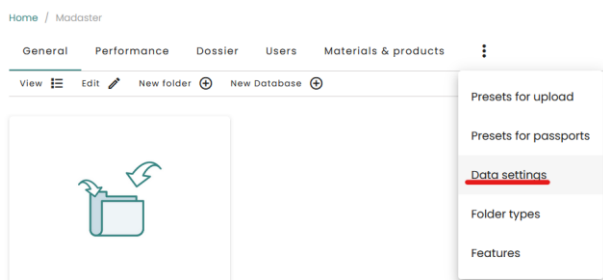 Home / Madaster
General Performance Dossier Users Materials & products
View Edit New folder New Database
Presets for upload
Presets for passports
Data settings
Folder types
Features